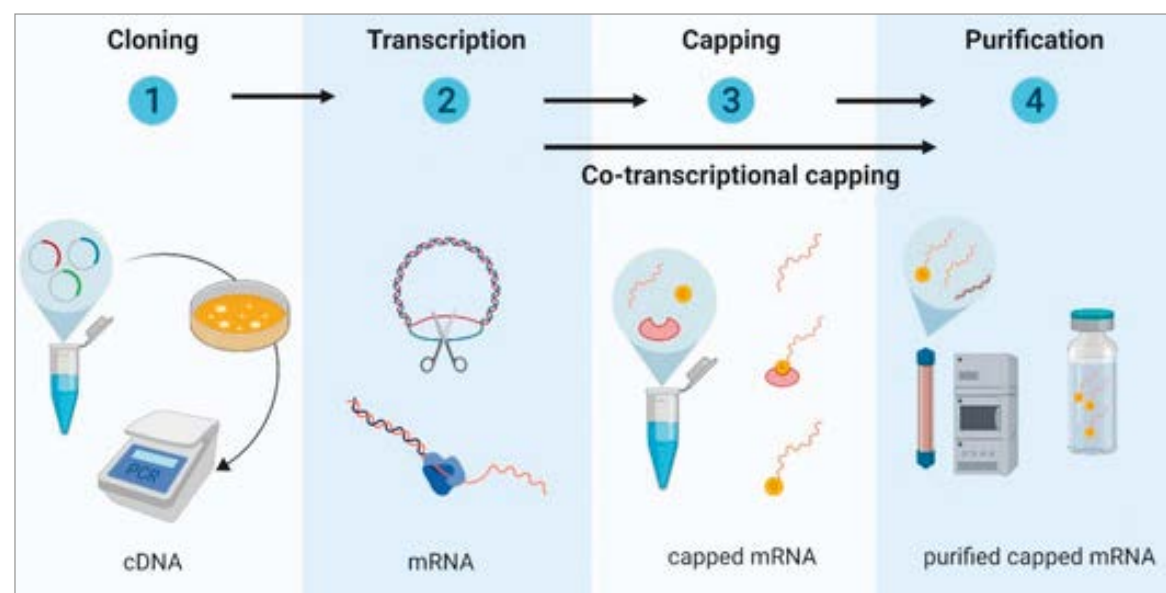 Cloning
Transcription
Capping
Purification
1
2
3
4
Co-transcriptional capping
PCR
cDNA
mRNA
capped mRNA
purified capped mRNA